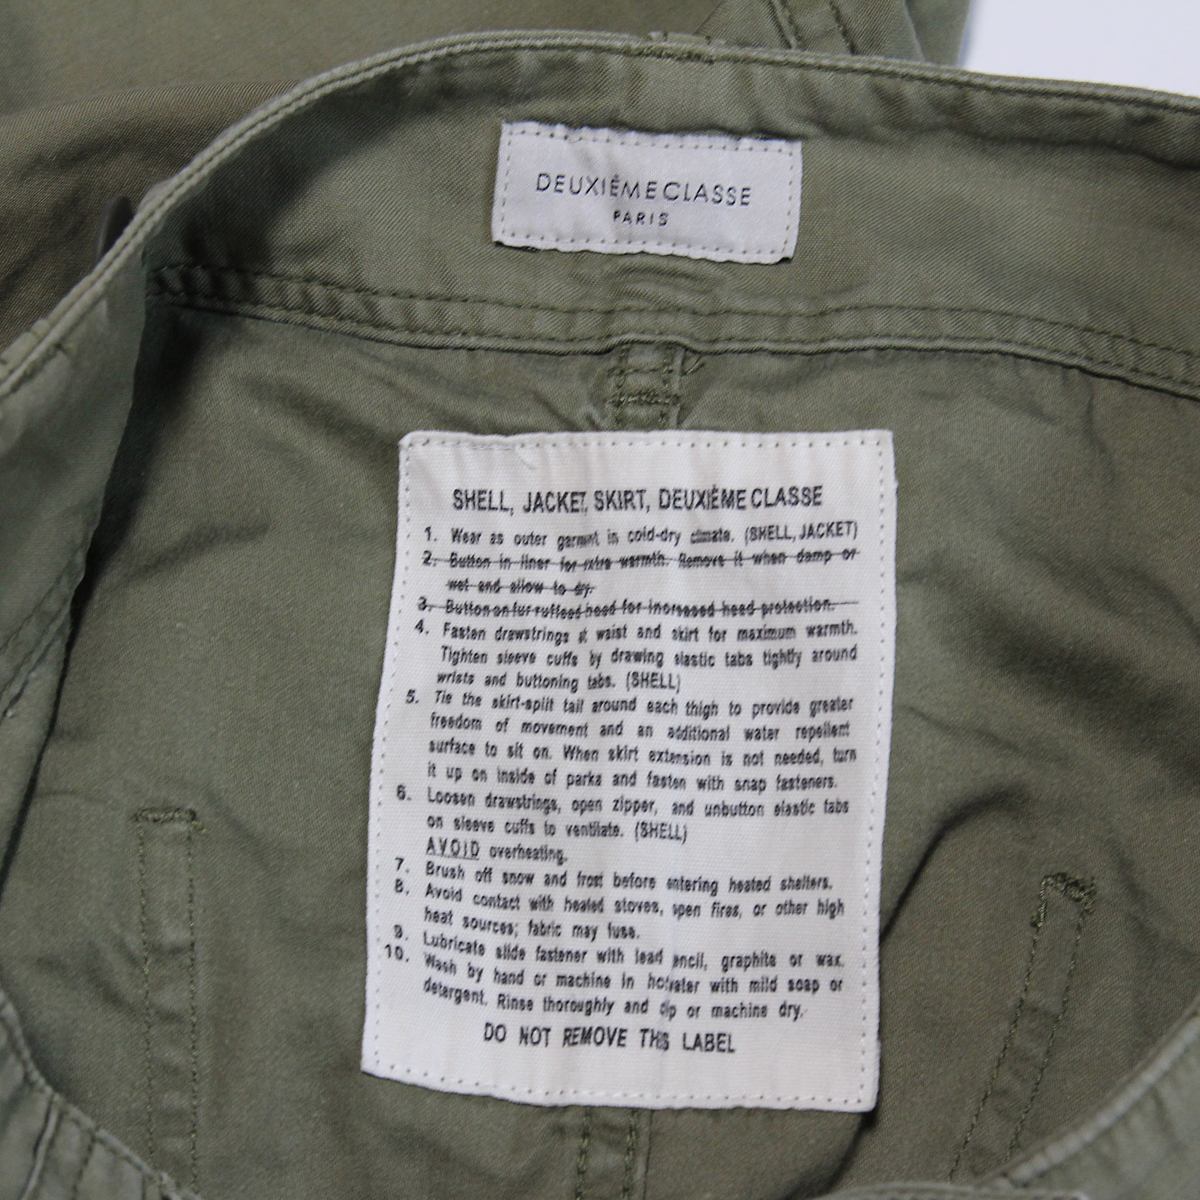 DEUXIÈMECLASSE
PARIS
SHELL, JACKET, SKIRT, DEUXIÈME CLASSE
1. Wear as outer garment in cold-dry climate. (SHELL, JACKET)
2. Button in liner for extra warmth. Remove it when damp or
wet and allow to dry.
3. Button on fur ruffeed hood for increased head protection.
4. Fasten drawstrings at waist and skirt for maximum warmth.
Tighten sleeve cuffs by drawing elastic tabs tightly around
wrists and buttoning tabs. (SHELL)
5. Tie the skirt-split tail around each thigh to provide greater
freedom of movement and an additional water repellent
surface to sit on. When skirt extension is not needed, turn
it up on inside of parka and fasten with snap fasteners.
6. Loosen drawstrings, open zipper, and unbutton elastic tabs
on sleeve cuffs to ventilate. (SHELL)
AVOID overheating.
7. Brush off snow and frost before entering heated shelters.
8. Avoid contact with heated stoves, open fires, or other high
heat sources; fabric may fuse.
9. Lubricate slide fastener with lead pencil, graphite or wax.
10. Wash by hand or machine in hot water with mild soap or
detergent. Rinse thoroughly and dip or machine dry.
DO NOT REMOVE THIS LABEL